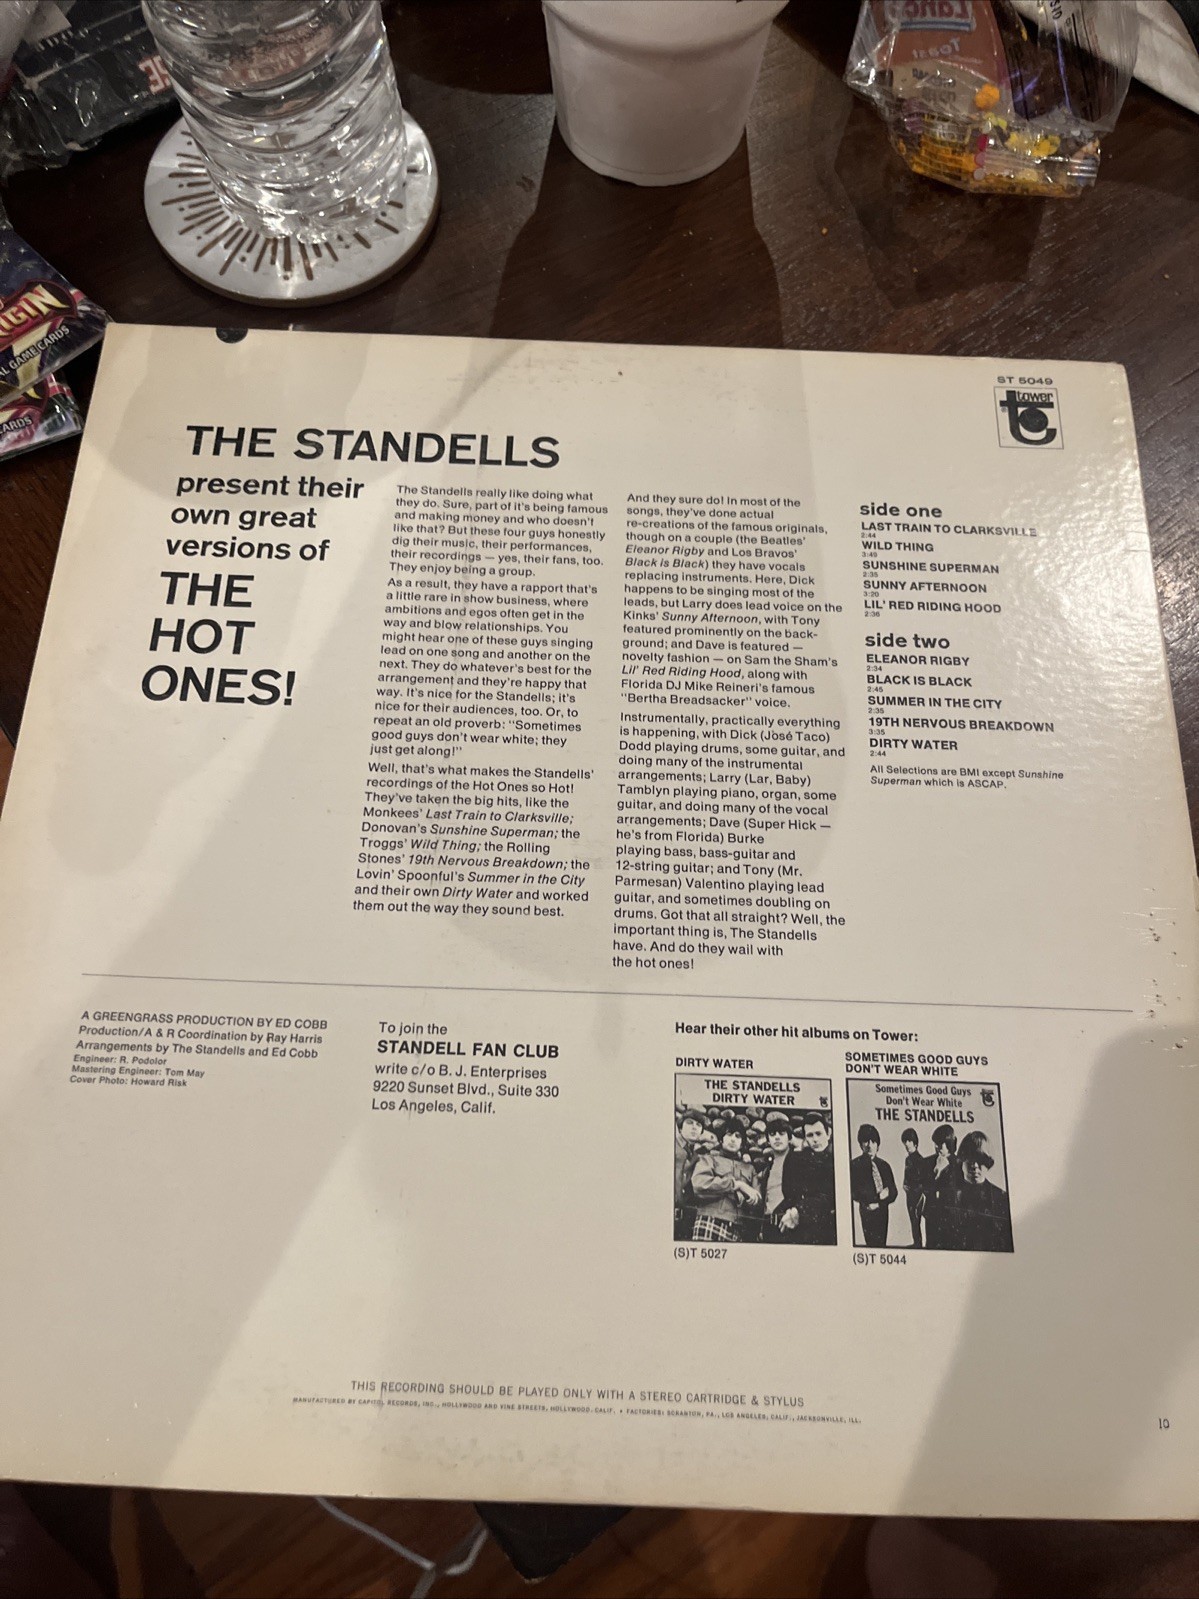 Lance
Toast
IGIN
AL GAME CARDS
CARDS
ST 5049
tower
THE STANDELLS
present their
own great
versions of
THE
HOT
ONES!
The Standells really like doing what
they do. Sure, part of it's being famous
and making money and who doesn't
like that? But these four guys honestly
dig their music, their performances,
their recordings — yes, their fans, too.
They enjoy being a group.
As a result, they have a rapport that's
a little rare in show business, where
ambitions and egos often get in the
way and blow relationships. You
might hear one of these guys singing
lead on one song and another on the
next. They do whatever's best for the
arrangement and they're happy that
way. It's nice for the Standells; it's
nice for their audiences, too. Or, to
repeat an old proverb: "Sometimes
good guys don't wear white; they
just get along!"
Well, that's what makes the Standells'
recordings of the Hot Ones so Hot!
They've taken the big hits, like the
Monkees' Last Train to Clarksville;
Donovan's Sunshine Superman; the
Troggs' Wild Thing; the Rolling
Stones' 19th Nervous Breakdown; the
Lovin' Spoonful's Summer in the City
and their own Dirty Water and worked
them out the way they sound best.
And they sure do! In most of the
songs, they've done actual
re-creations of the famous originals,
though on a couple (the Beatles'
Eleanor Rigby and Los Bravos'
Black is Black) they have vocals
replacing instruments. Here, Dick
happens to be singing most of the
leads, but Larry does lead voice on the
Kinks' Sunny Afternoon, with Tony
featured prominently on the back-
ground; and Dave is featured —
novelty fashion — on Sam the Sham's
Lil' Red Riding Hood, along with
Florida DJ Mike Reineri's famous
"Bertha Breadsacker" voice.
Instrumentally, practically everything
is happening, with Dick (José Taco)
Dodd playing drums, some guitar, and
doing many of the instrumental
arrangements; Larry (Lar, Baby)
Tamblyn playing piano, organ, some
guitar, and doing many of the vocal
arrangements; Dave (Super Hick —
he's from Florida) Burke
playing bass, bass-guitar and
12-string guitar; and Tony (Mr.
Parmesan) Valentino playing lead
guitar, and sometimes doubling on
drums. Got that all straight? Well, the
important thing is, The Standells
have. And do they wail with
the hot ones!
side one
LAST TRAIN TO CLARKSVILLE
2:44
WILD THING
3:49
SUNSHINE SUPERMAN
2:35
SUNNY AFTERNOON
3:20
LIL' RED RIDING HOOD
2:36
side two
ELEANOR RIGBY
2:34
BLACK IS BLACK
2:45
SUMMER IN THE CITY
2:35
19TH NERVOUS BREAKDOWN
3:35
DIRTY WATER
2:44
All Selections are BMI except Sunshine
Superman which is ASCAP.
A GREENGRASS PRODUCTION BY ED COBB
Production/A & R Coordination by Ray Harris
Arrangements by The Standells and Ed Cobb
Engineer: R. Podolor
Mastering Engineer: Tom May
Cover Photo: Howard Risk
To join the
STANDELL FAN CLUB
write c/o B. J. Enterprises
9220 Sunset Blvd., Suite 330
Los Angeles, Calif.
Hear their other hit albums on Tower:
DIRTY WATER
THE STANDELLS
DIRTY WATER
(S)T 5027
SOMETIMES GOOD GUYS
DON'T WEAR WHITE
Sometimes Good Guys
Don't Wear White
THE STANDELLS
(S)T 5044
THIS RECORDING SHOULD BE PLAYED ONLY WITH A STEREO CARTRIDGE & STYLUS
MANUFACTURED BY CAPITOL RECORDS, INC., HOLLYWOOD AND VINE STREETS, HOLLYWOOD, CALIF. • FACTORIES: SCRANTON, PA., LOS ANGELES, CALIF., JACKSONVILLE, ILL.
10